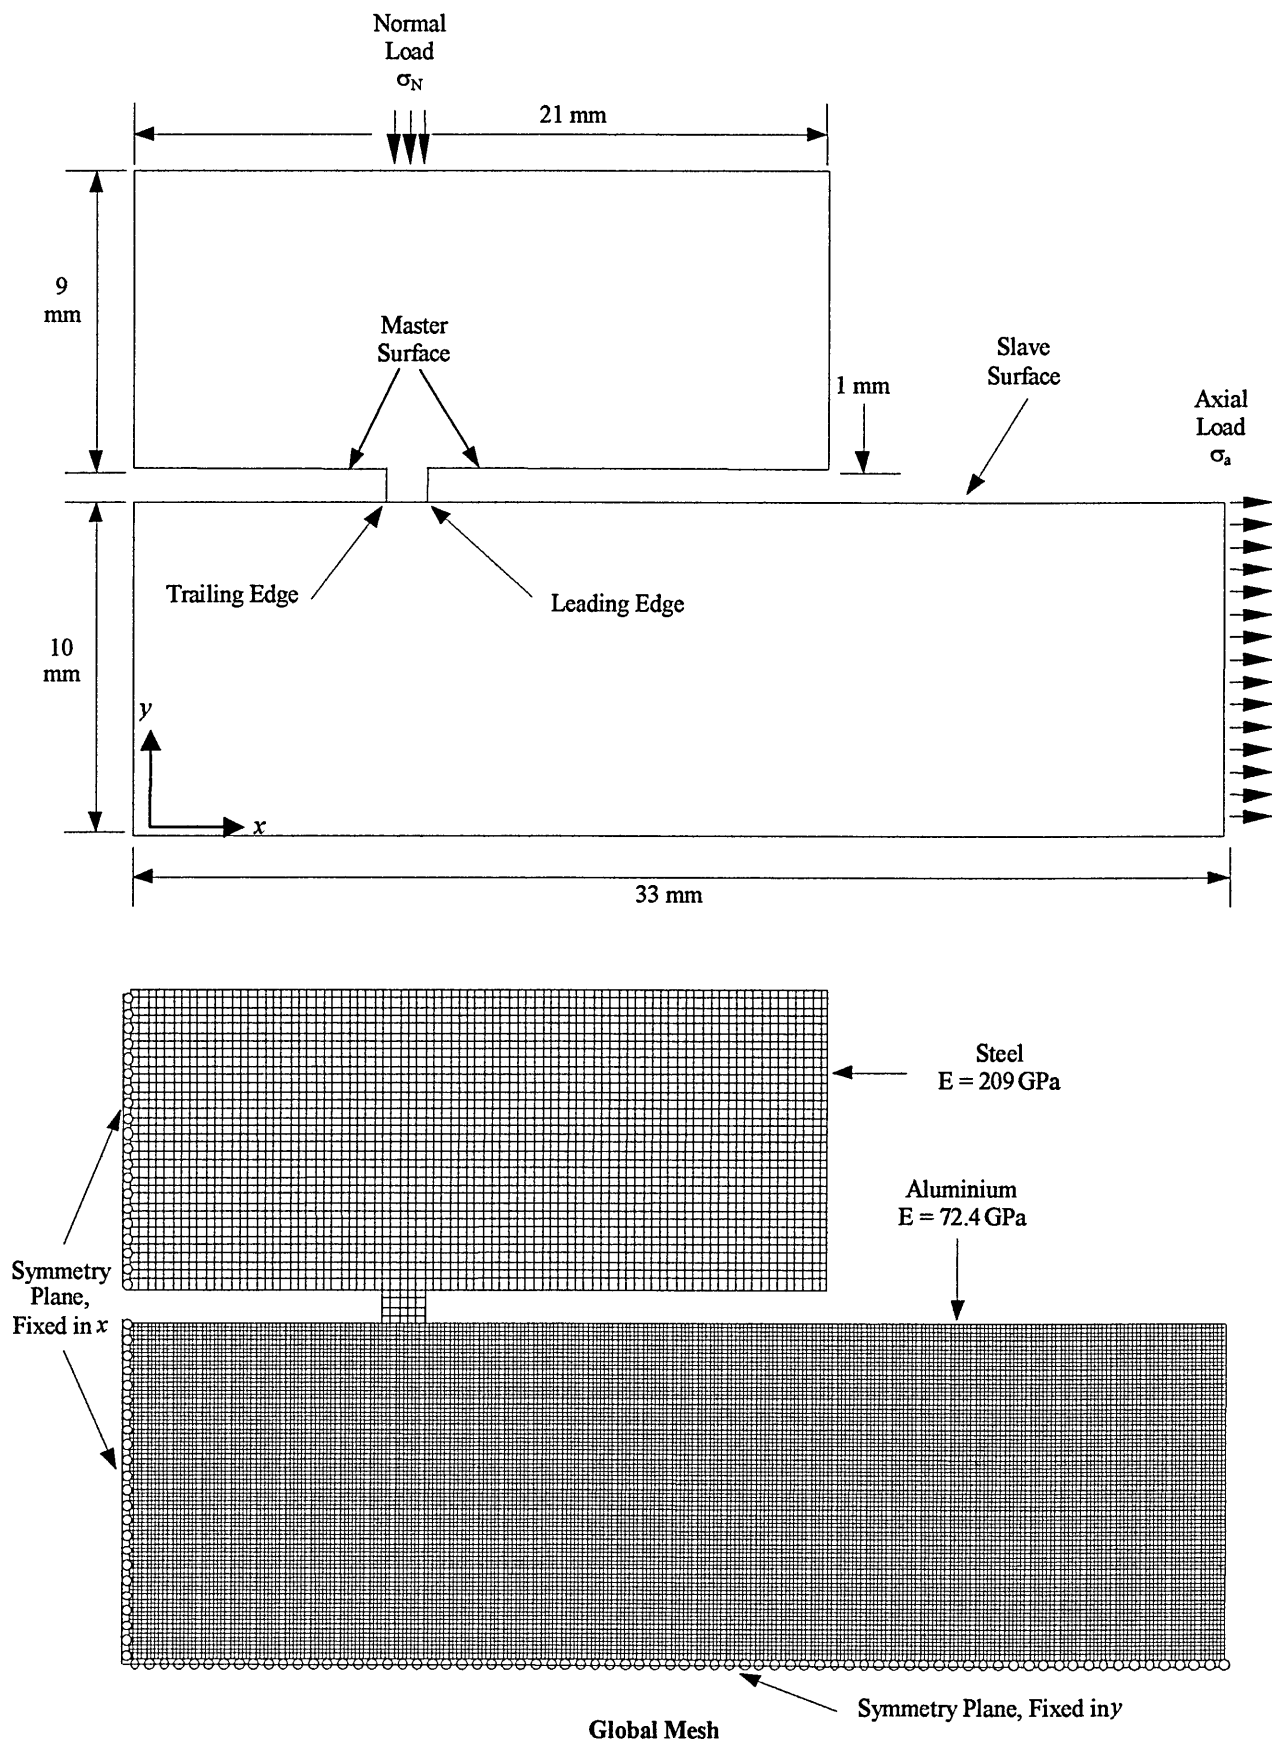 Normal
Load
σN
21 mm
9
mm
Master
Surface
Slave
Surface
1 mm
Axial
Load
σa
Trailing Edge
Leading Edge
10
mm
y
x
33 mm
Steel
E = 209 GPa
Aluminium
E = 72.4 GPa
Symmetry
Plane,
Fixed in x
Symmetry Plane, Fixed in y
Global Mesh